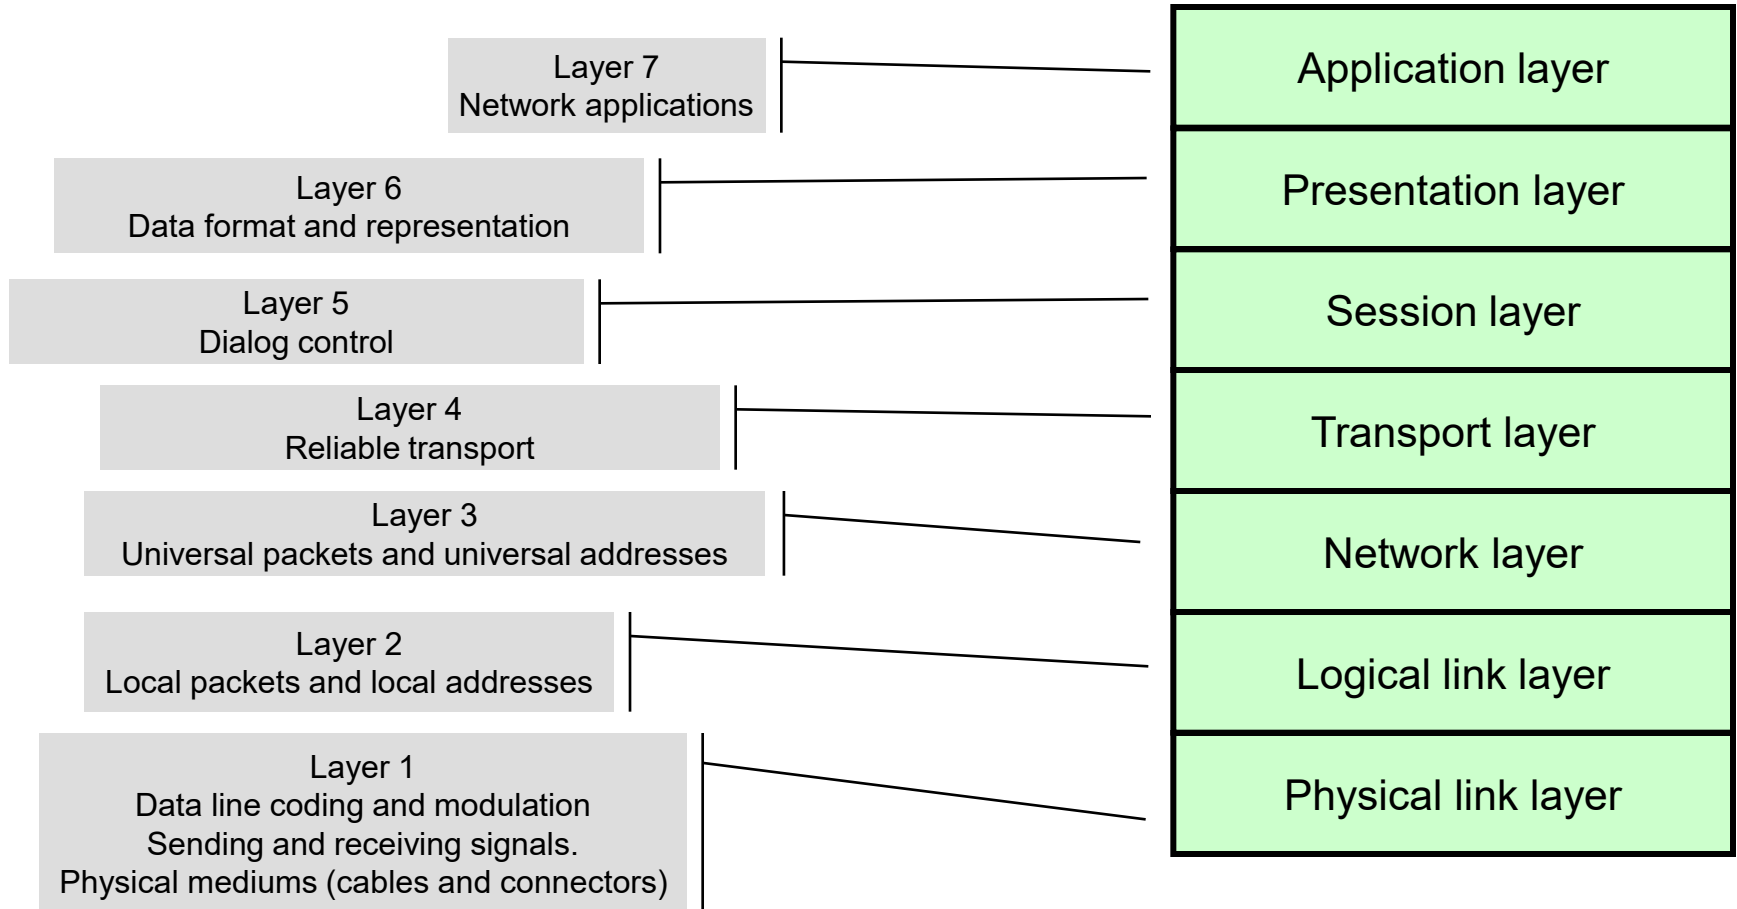 Layer 7
Network applications
Application layer
Layer 6
Data format and representation
Presentation layer
Layer 5
Dialog control
Session layer
Layer 4
Reliable transport
Transport layer
Layer 3
Universal packets and universal addresses
Network layer
Layer 2
Local packets and local addresses
Logical link layer
Layer 1
Data line coding and modulation
Sending and receiving signals.
Physical mediums (cables and connectors)
Physical link layer